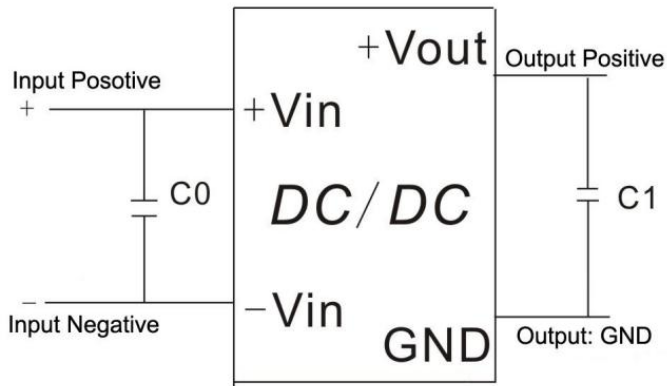 +Vout
Output Positive
Input Posotive
+
+Vin
C0
DC/DC
C1
−
−Vin
Input Negative
GND
Output: GND